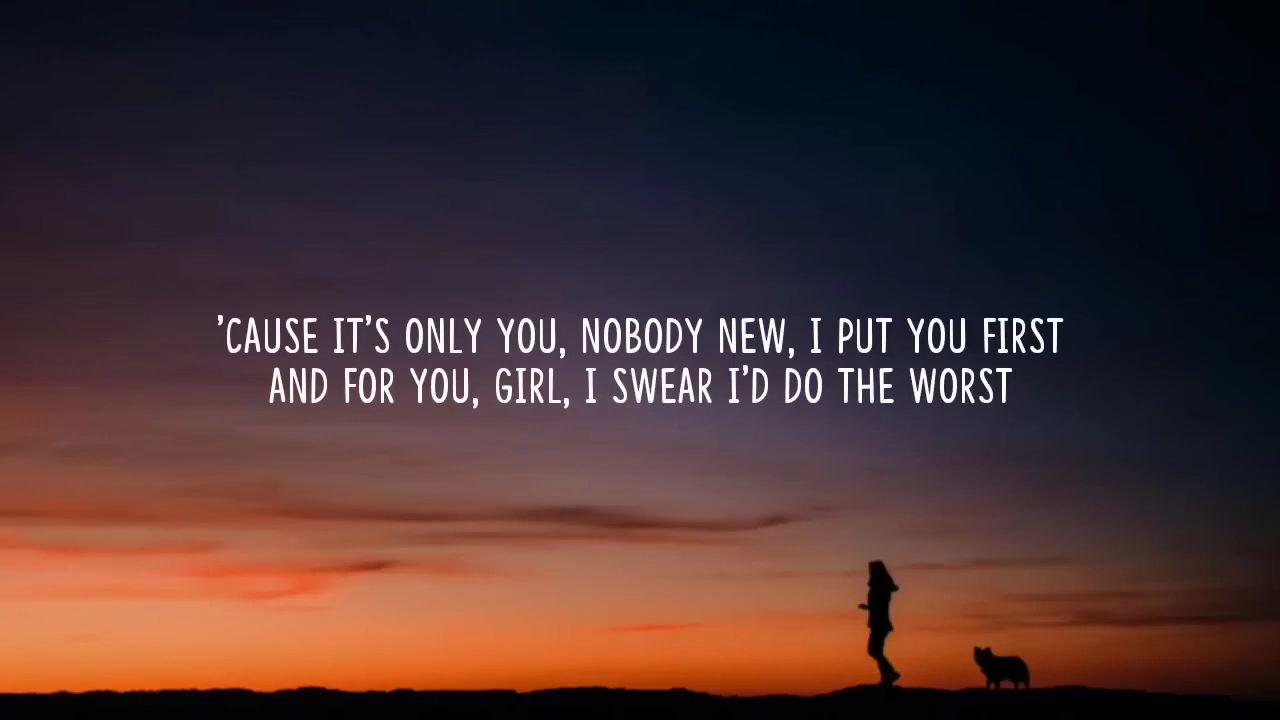 ’CAUSE IT’S ONLY YOU, NOBODY NEW, I PUT YOU FIRST
AND FOR YOU, GIRL, I SWEAR I’D DO THE WORST